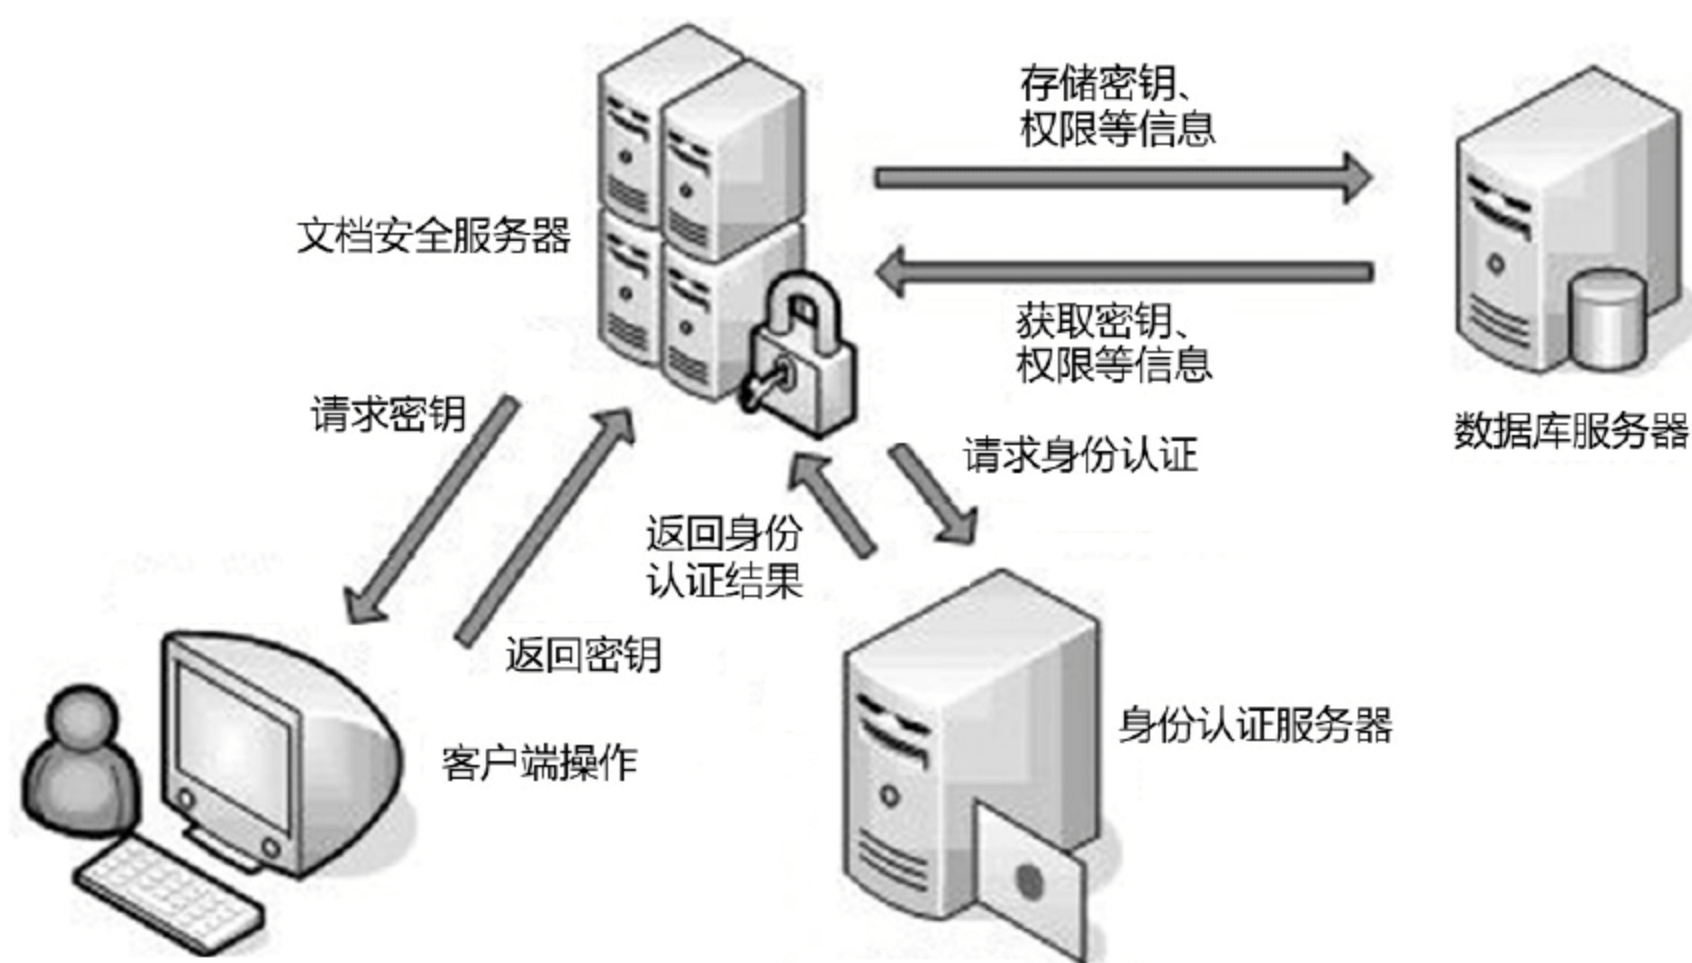 存储密钥、
权限等信息
文档安全服务器
获取密钥、
权限等信息
请求密钥
数据库服务器
请求身份认证
返回身份
认证结果
返回密钥
身份认证服务器
客户端操作